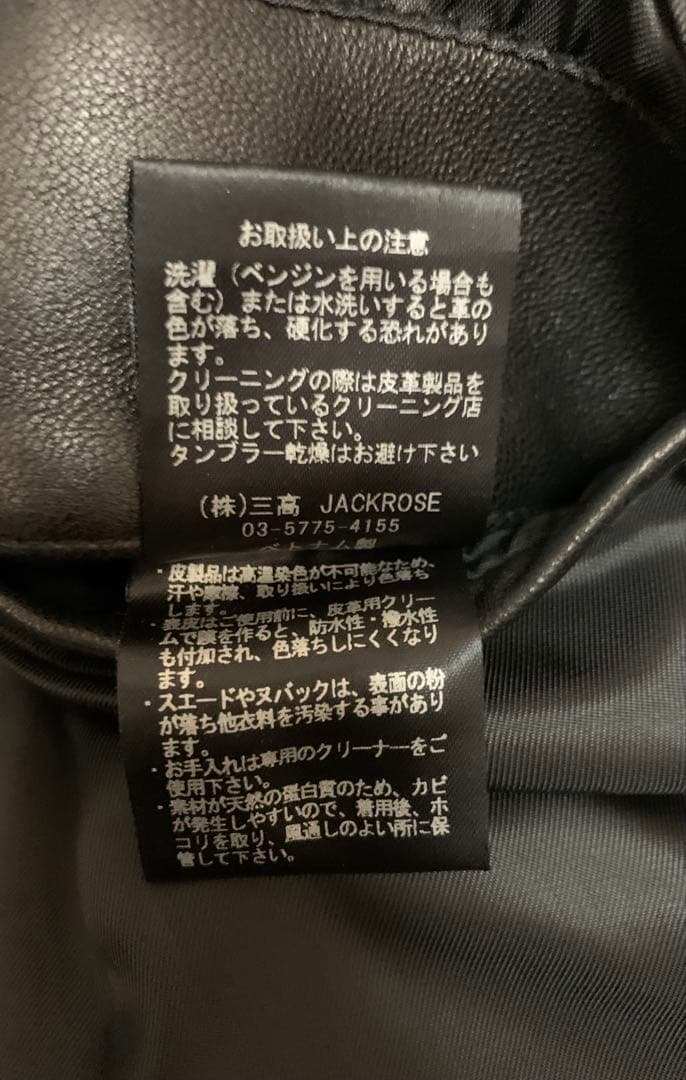 お取扱い上の注意
洗濯（ベンジンを用いる場合も
含む）または水洗いすると革の
色が落ち、硬化する恐れがあり
ます。
クリーニングの際は皮革製品を
取り扱っているクリーニング店
に相談して下さい。
タンブラー乾燥はお避け下さい
（株）三高 JACKROSE
03-5775-4155
ベトナム製
・皮製品は高温染色が不可能なため、
汗や摩擦、取り扱いにより色落ち
します。
・表皮はご使用前に、皮革用クリー
ムで膜を作ると、防水性・撥水性
も付加され、色落ちしにくくなり
ます。
・スエードやヌバックは、表面の粉
が落ち他衣料を汚染する事があり
ます。
・お手入れは専用のクリーナーをご
使用下さい。
・素材が天然の蛋白質のため、カビ
が発生しやすいので、着用後、ホ
コリを取り、風通しのよい所に保
管して下さい。